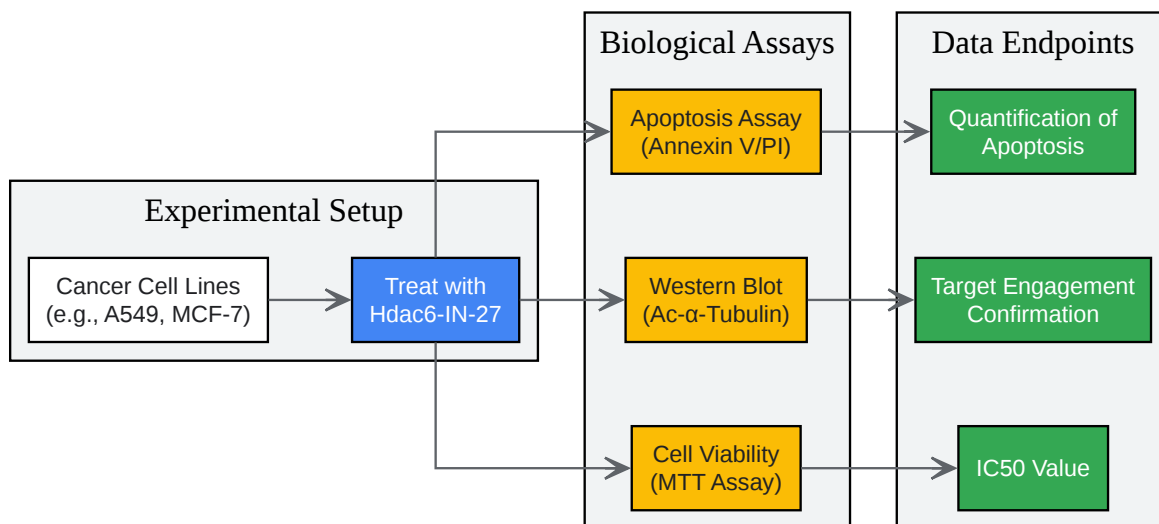 Experimental Setup
Cancer Cell Lines
(e.g., A549, MCF-7)
Treat with
Hdac6-IN-27
Biological Assays
Apoptosis Assay
(Annexin V/PI)
Western Blot
(Ac-α-Tubulin)
Cell Viability
(MTT Assay)
Data Endpoints
Quantification of
Apoptosis
Target Engagement
Confirmation
IC50 Value